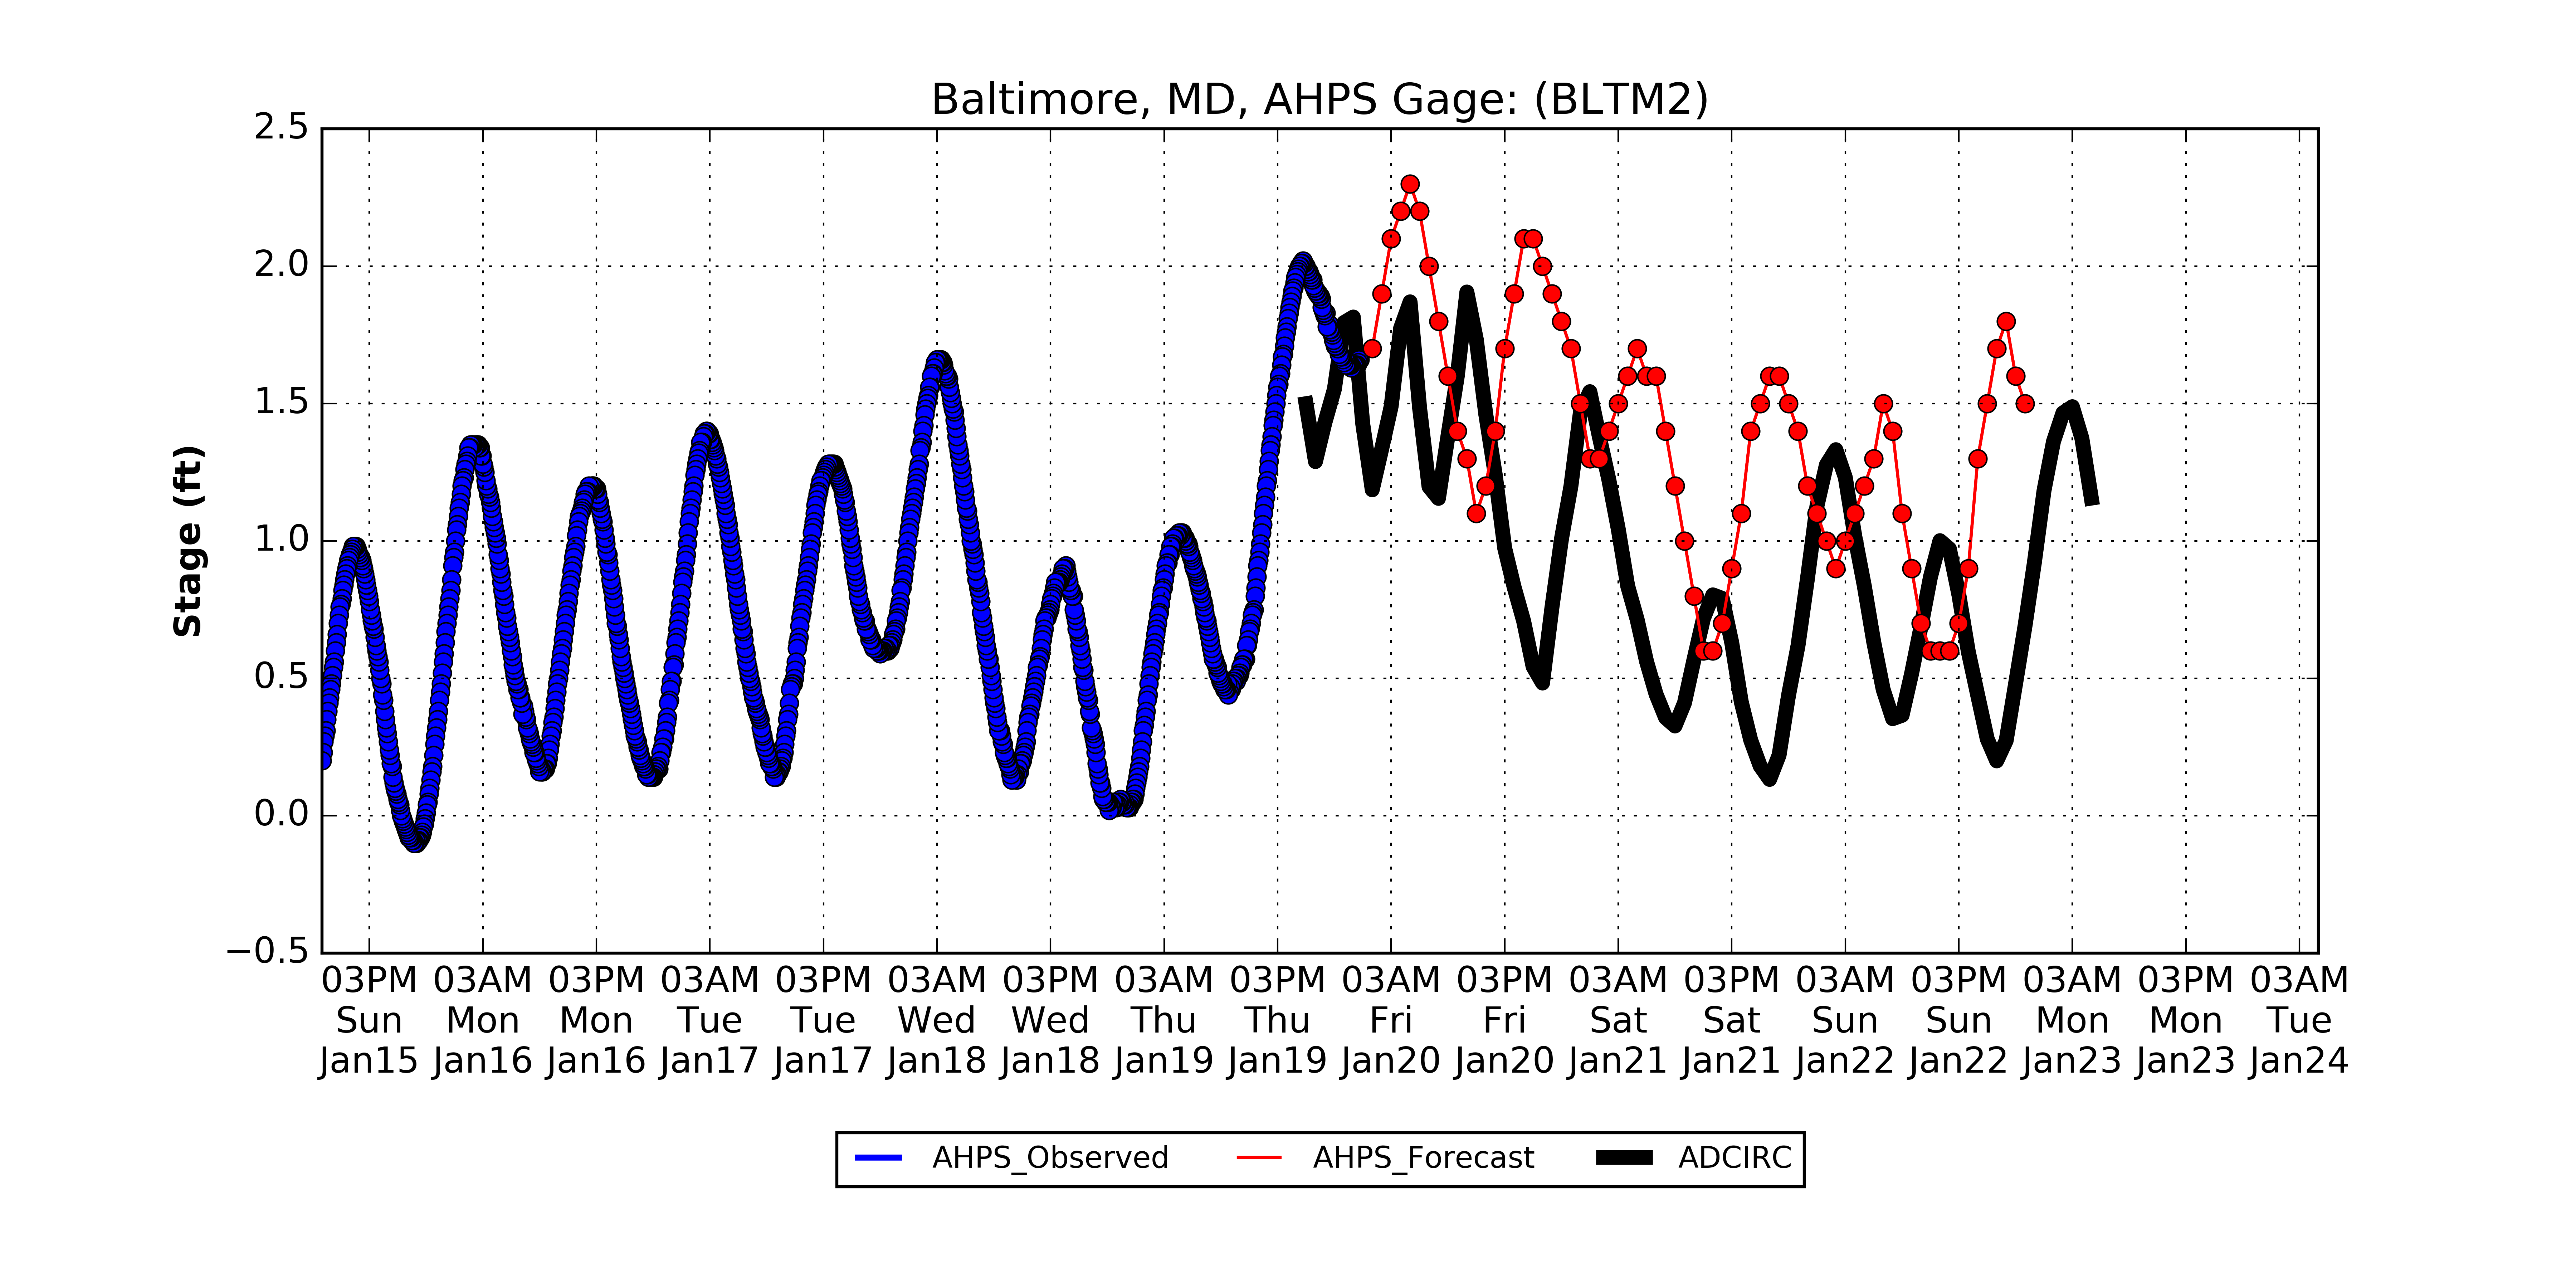 Baltimore, MD, AHPS Gage: (BLTM2)
Stage (ft)
2.5
2.0
1.5
1.0
0.5
0.0
−0.5
03PM 03AM 03PM 03AM 03PM 03AM 03PM 03AM 03PM 03AM 03PM 03AM 03PM 03AM 03PM 03AM 03PM 03AM
Sun Mon Mon Tue Tue Wed Wed Thu Thu Fri Fri Sat Sat Sun Sun Mon Mon Tue
Jan15 Jan16 Jan16 Jan17 Jan17 Jan18 Jan18 Jan19 Jan19 Jan20 Jan20 Jan21 Jan21 Jan22 Jan22 Jan23 Jan23 Jan24
AHPS_Observed AHPS_Forecast ADCIRC